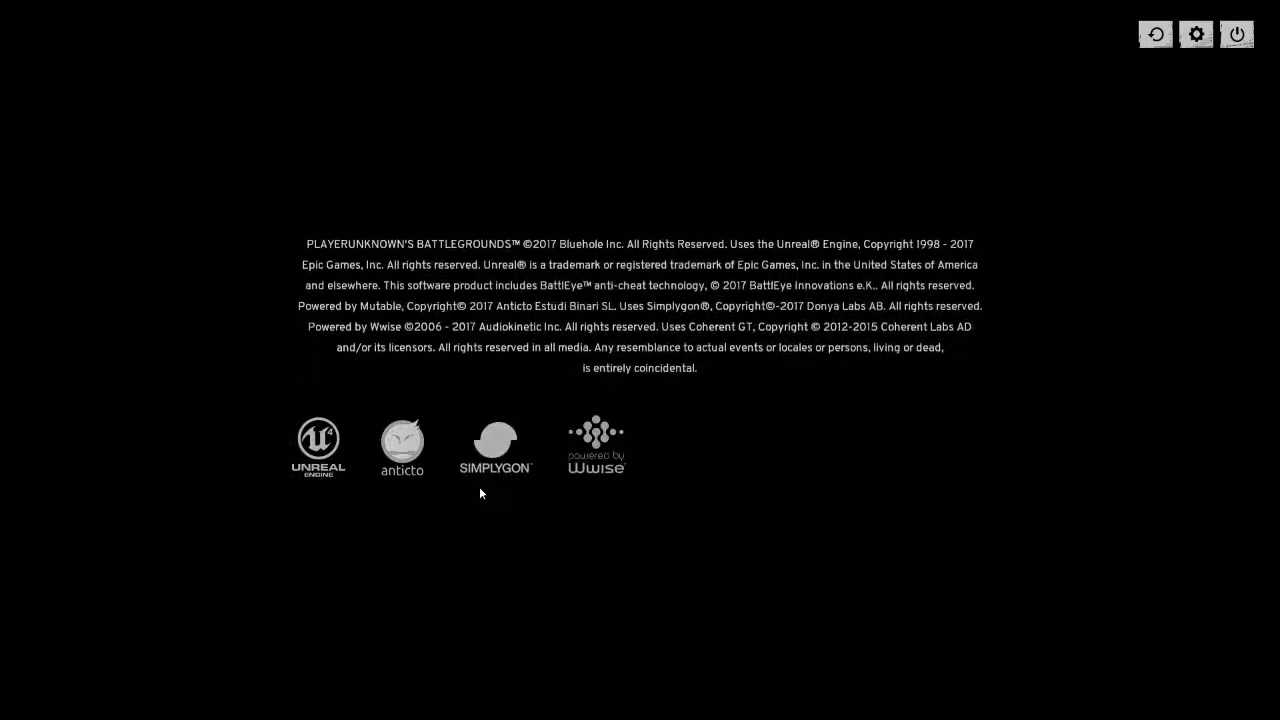 PLAYERUNKNOWN'S BATTLEGROUNDS™ ©2017 Bluehole Inc. All Rights Reserved. Uses the Unreal® Engine, Copyright 1998 - 2017
Epic Games, Inc. All rights reserved. Unreal® is a trademark or registered trademark of Epic Games, Inc. in the United States of America
and elsewhere. This software product includes BattlEye™ anti-cheat technology, © 2017 BattlEye Innovations e.K.. All rights reserved.
Powered by Mutable, Copyright© 2017 Anticto Estudi Binari SL. Uses Simplygon®, Copyright©-2017 Donya Labs AB. All rights reserved.
Powered by Wwise ©2006 - 2017 Audiokinetic Inc. All rights reserved. Uses Coherent GT, Copyright © 2012-2015 Coherent Labs AD
and/or its licensors. All rights reserved in all media. Any resemblance to actual events or locales or persons, living or dead,
is entirely coincidental.
4
UNREAL
ENGINE
anticto
SIMPLYGON™
powered by
Wwise